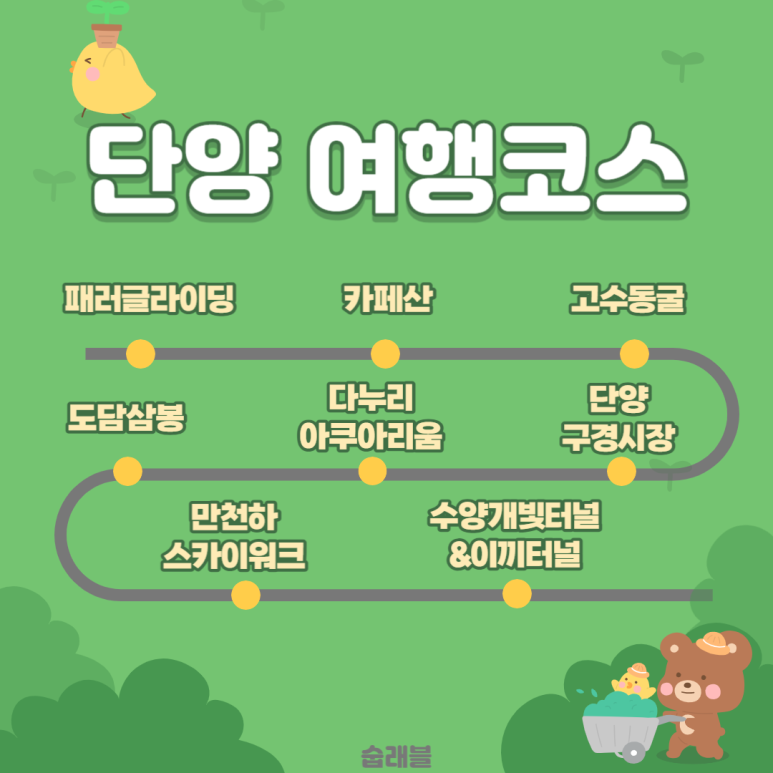 단양 여행코스
패러글라이딩
카페산
고수동굴
단양
구경시장
다누리
아쿠아리움
도담삼봉
만천하
스카이워크
수양개빛터널
&이끼터널
숩래블